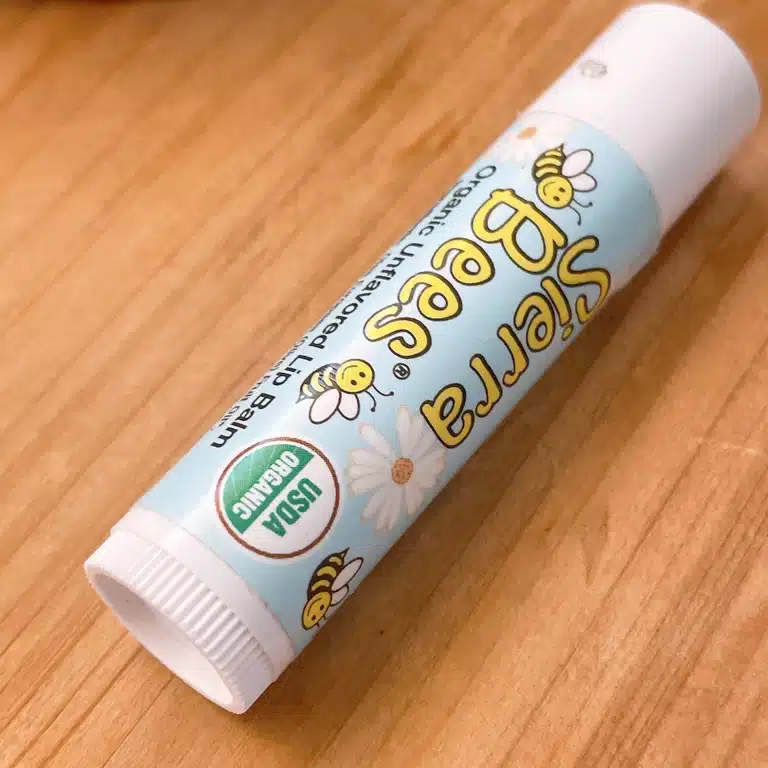 Sierra
Bees®
Organic Unflavored Lip Balm
USDA
ORGANIC